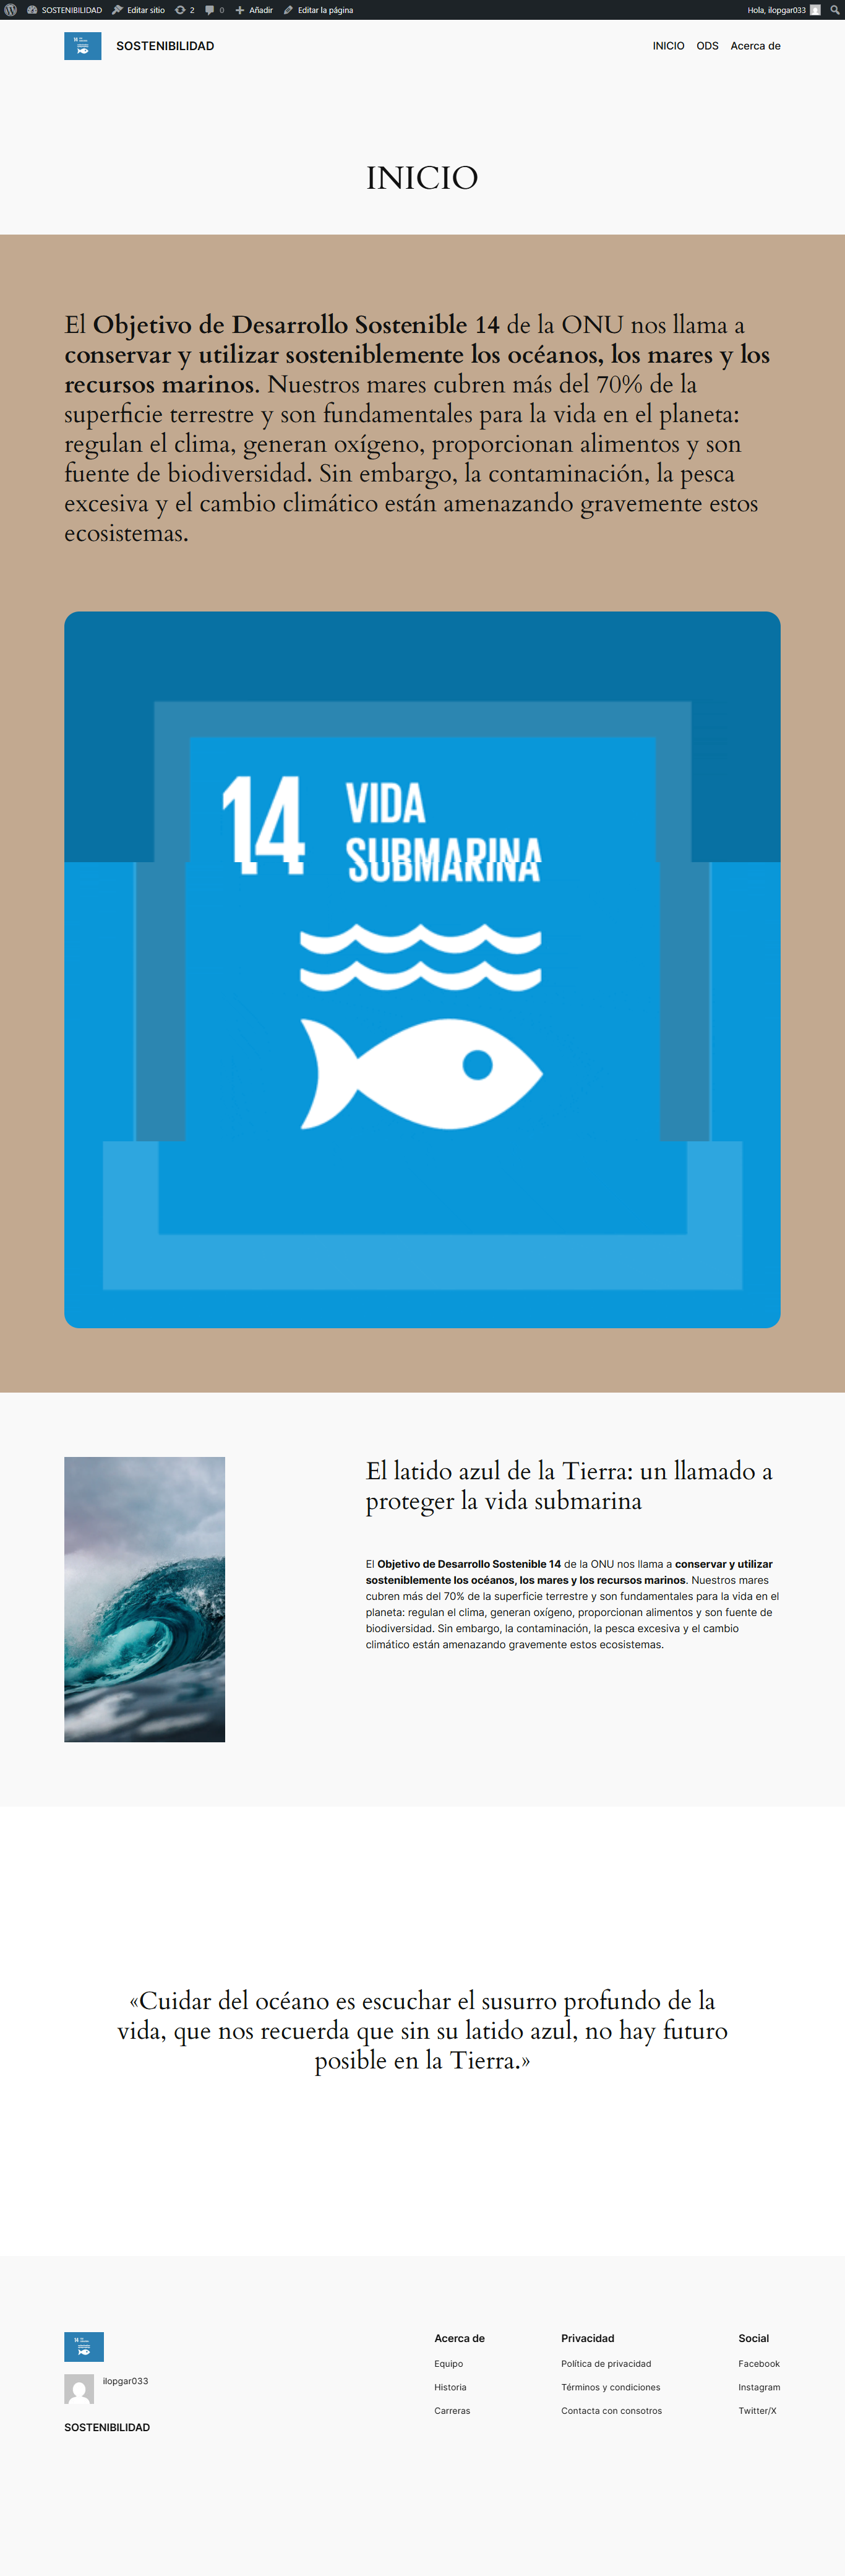 SOSTENIBILIDAD Editar sitio 2 0 Añadir Editar la página Hola, ilopgar033
SOSTENIBILIDAD INICIO ODS Acerca de
INICIO
El Objetivo de Desarrollo Sostenible 14 de la ONU nos llama a
conservar y utilizar sosteniblemente los océanos, los mares y los
recursos marinos. Nuestros mares cubren más del 70% de la
superficie terrestre y son fundamentales para la vida en el planeta:
regulan el clima, generan oxígeno, proporcionan alimentos y son
fuente de biodiversidad. Sin embargo, la contaminación, la pesca
excesiva y el cambio climático están amenazando gravemente estos
ecosistemas.
14 VIDA
SUBMARINA
El latido azul de la Tierra: un llamado a
proteger la vida submarina
El Objetivo de Desarrollo Sostenible 14 de la ONU nos llama a conservar y utilizar
sosteniblemente los océanos, los mares y los recursos marinos. Nuestros mares
cubren más del 70% de la superficie terrestre y son fundamentales para la vida en el
planeta: regulan el clima, generan oxígeno, proporcionan alimentos y son fuente de
biodiversidad. Sin embargo, la contaminación, la pesca excesiva y el cambio
climático están amenazando gravemente estos ecosistemas.
«Cuidar del océano es escuchar el susurro profundo de la
vida, que nos recuerda que sin su latido azul, no hay futuro
posible en la Tierra.»
ilopgar033
SOSTENIBILIDAD
Acerca de
Equipo
Historia
Carreras
Privacidad
Política de privacidad
Términos y condiciones
Contacta con consotros
Social
Facebook
Instagram
Twitter/X